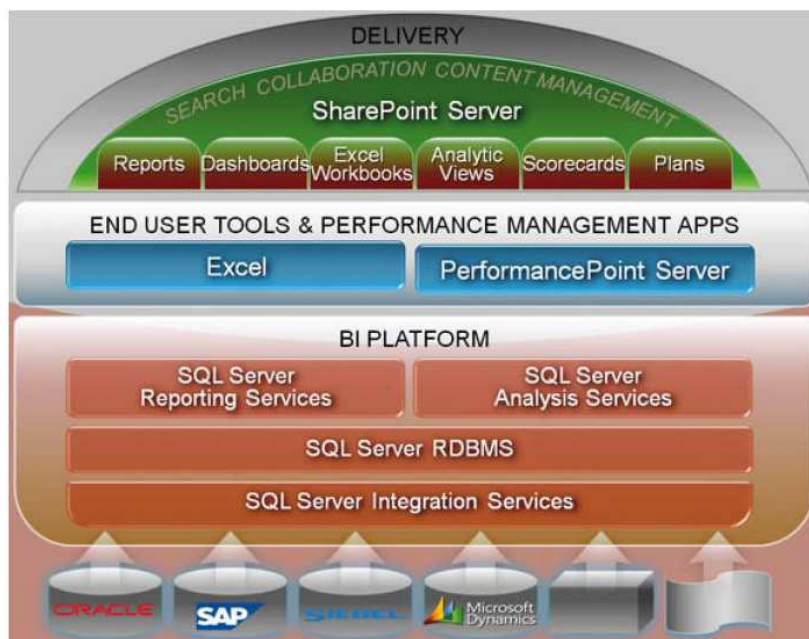 DELIVERY
SEARCH COLLABORATION CONTENT MANAGEMENT
SharePoint Server
Reports
Dashboards
Excel
Workbooks
Analytic
Views
Scorecards
Plans
END USER TOOLS & PERFORMANCE MANAGEMENT APPS
Excel
PerformancePoint Server
BI PLATFORM
SQL Server
Reporting Services
SQL Server
Analysis Services
SQL Server RDBMS
SQL Server Integration Services
ORACLE
SAP
SIEBEL
Microsoft
Dynamics